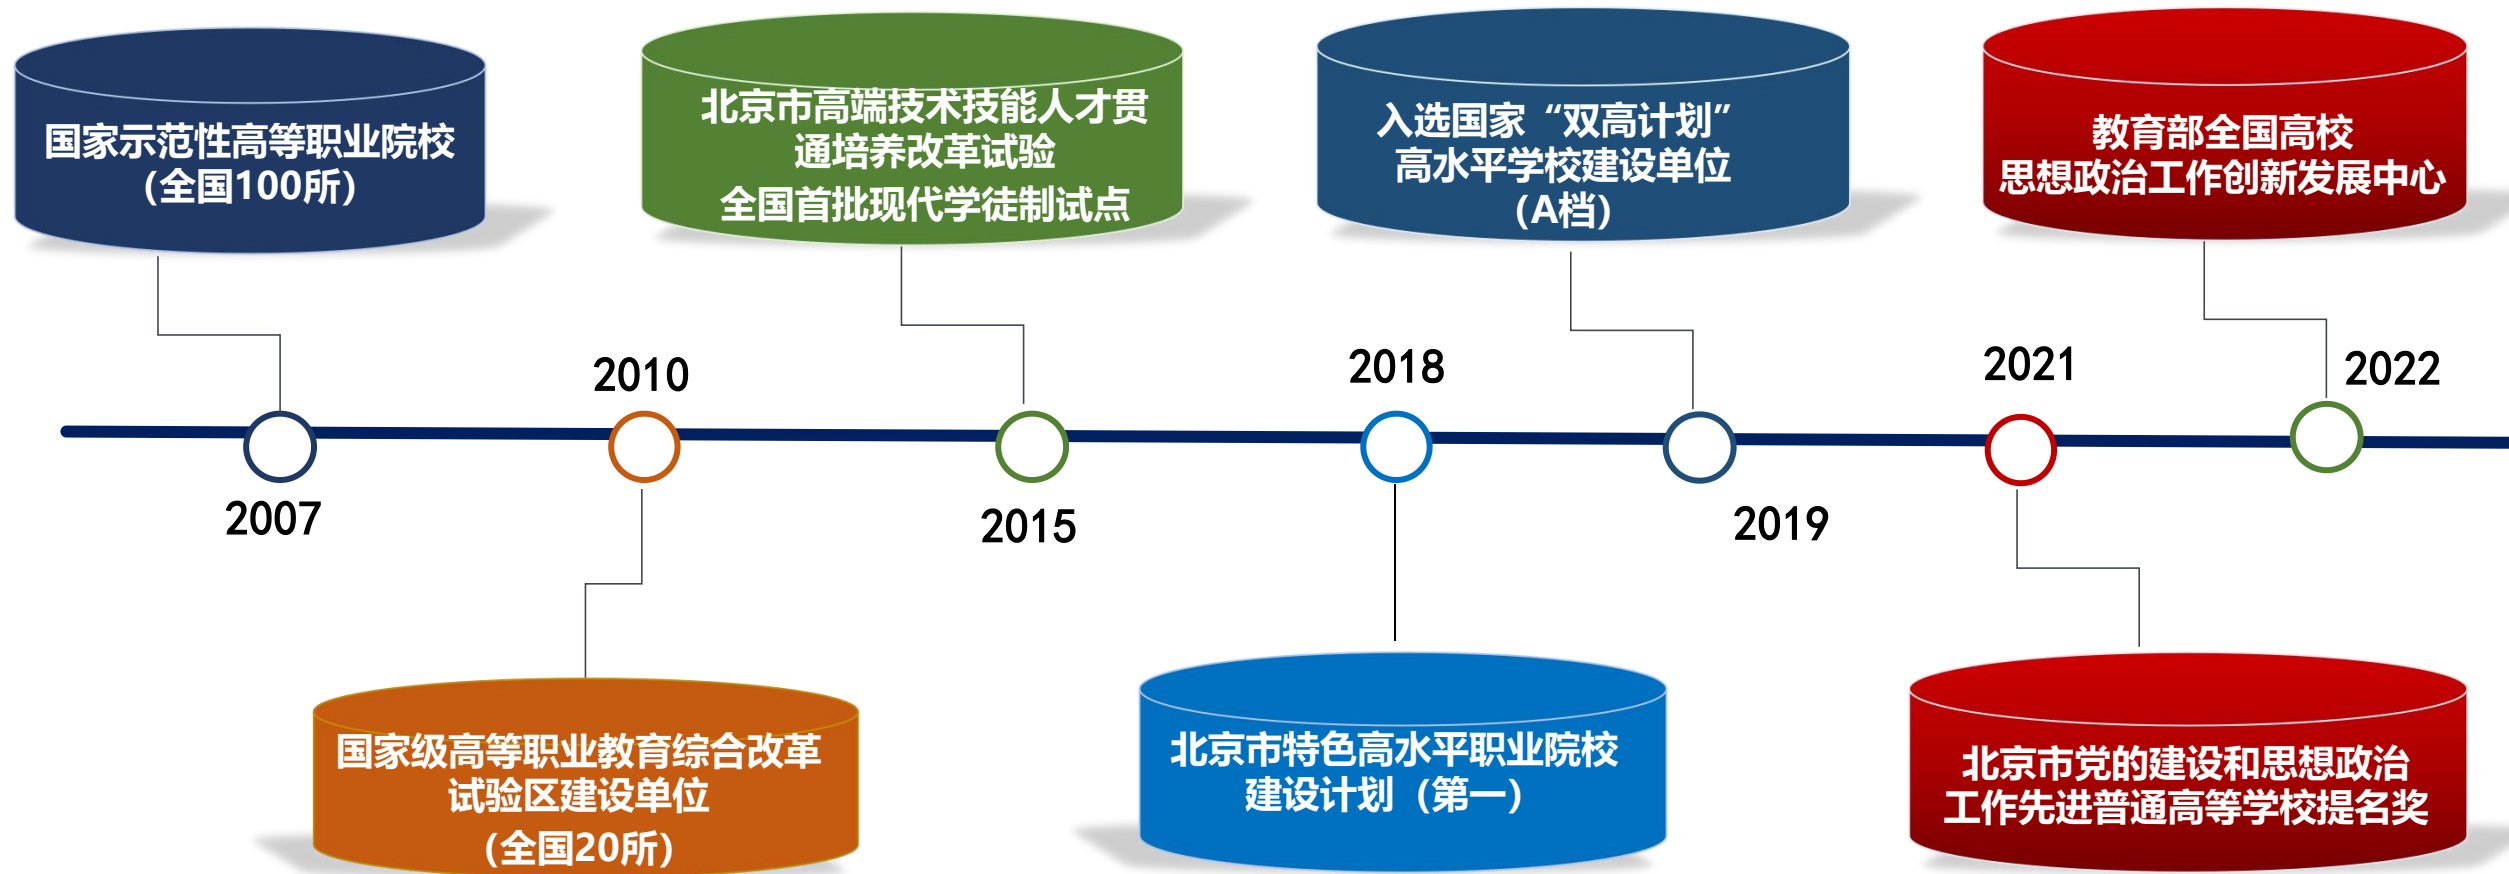 国家示范性高等职业院校
(全国100所)
北京市高端技术技能人才贯
通培养改革试验
全国首批现代学徒制试点
入选国家“双高计划”
高水平学校建设单位
（A档）
教育部全国高校
思想政治工作创新发展中心
2010
2018
2021
2022
2007
2015
2019
国家级高等职业教育综合改革
试验区建设单位
(全国20所)
北京市特色高水平职业院校
建设计划（第一）
北京市党的建设和思想政治
工作先进普通高等学校提名奖